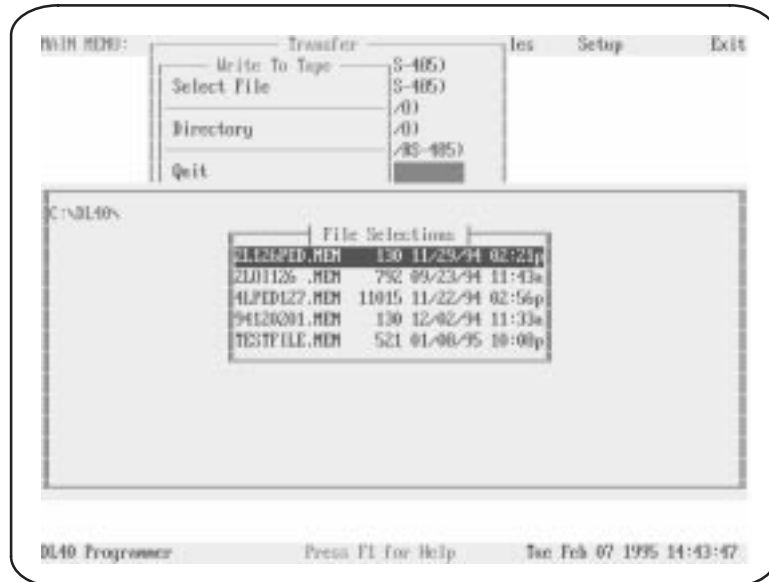 MAIN MENU: Transfer les Setup Exit
Write To Tape S-485)
Select File S-485)
/O)
Directory /O)
/RS-485)
Quit
C:\DL40\
File Selections
2L126PED.MEM 130 11/29/94 02:21p
2L01126 .MEM 792 09/23/94 11:43a
4LPED127.MEM 11015 11/22/94 02:56p
94120201.MEM 130 12/02/94 11:33a
TESTFILE.MEM 521 01/08/95 10:08p
DL40 Programmer Press F1 for Help Tue Feb 07 1995 14:43:47